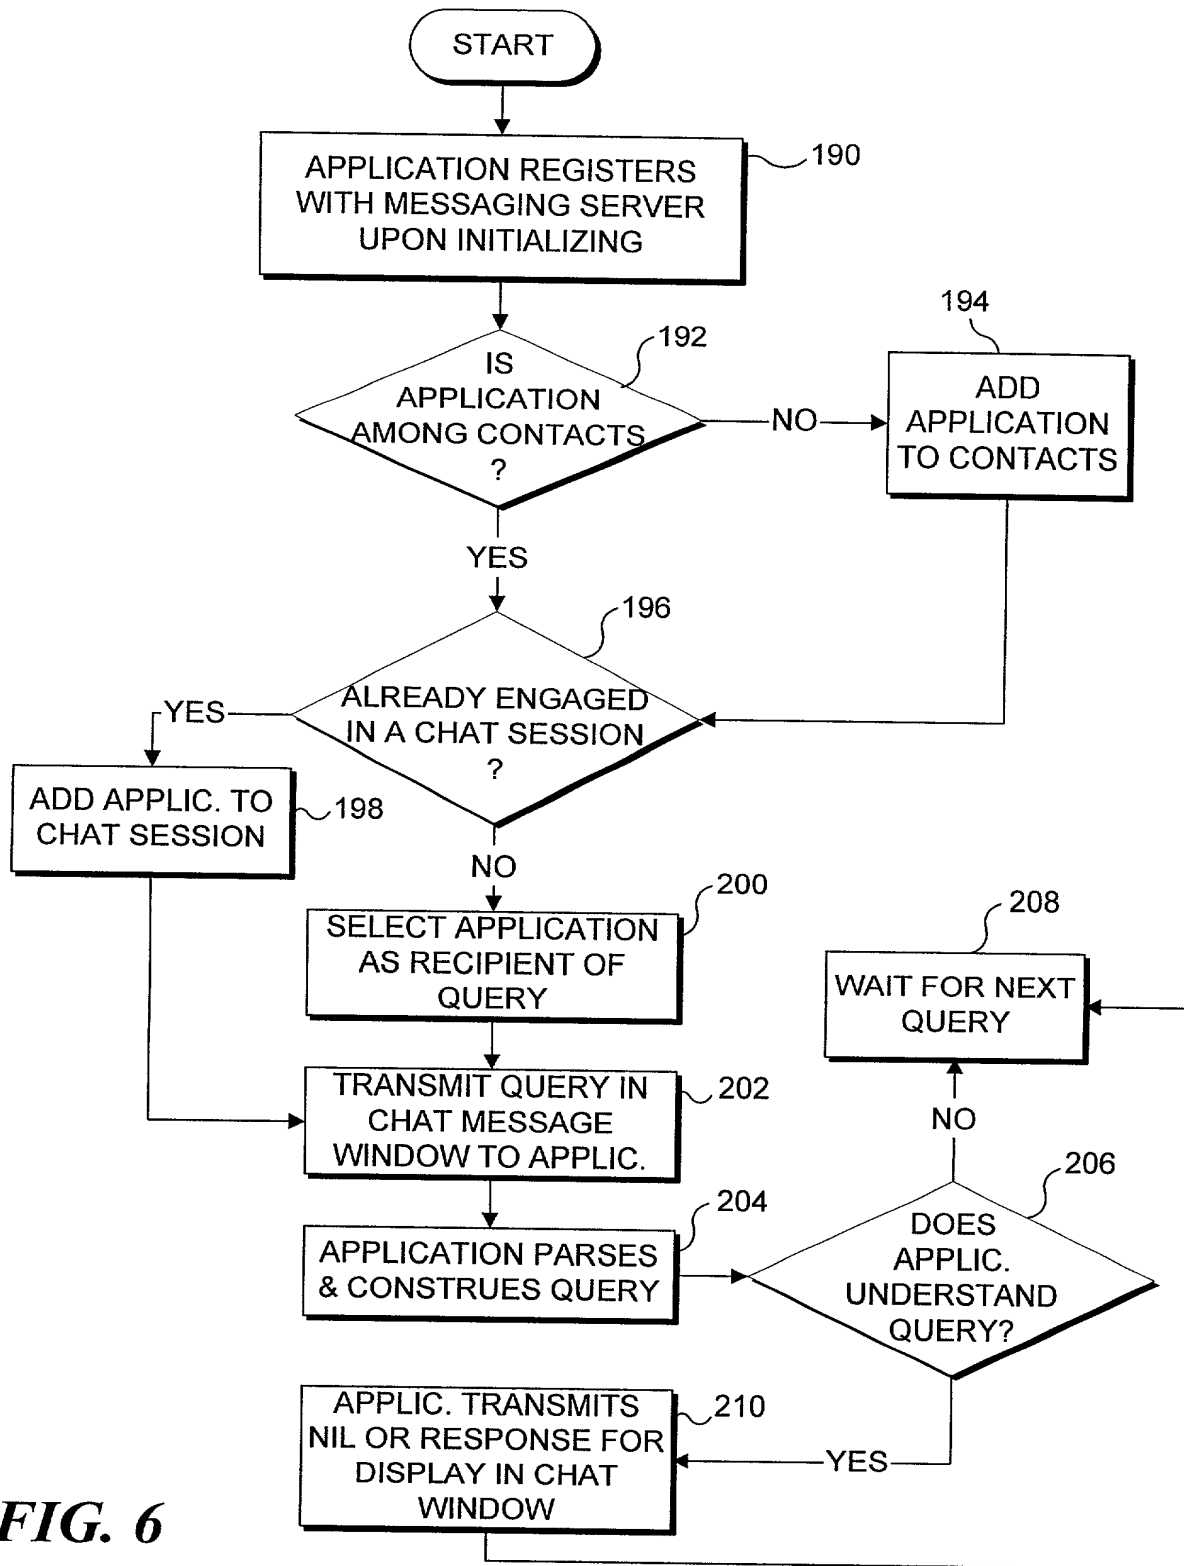 START
APPLICATION REGISTERS
WITH MESSAGING SERVER
UPON INITIALIZING
190
IS
APPLICATION
AMONG CONTACTS
?
192
NO
194
ADD
APPLICATION
TO CONTACTS
YES
196
ALREADY ENGAGED
IN A CHAT SESSION
?
YES
ADD APPLIC. TO
CHAT SESSION
198
NO
200
SELECT APPLICATION
AS RECIPIENT OF
QUERY
208
WAIT FOR NEXT
QUERY
TRANSMIT QUERY IN
CHAT MESSAGE
WINDOW TO APPLIC.
202
NO
204
APPLICATION PARSES
& CONSTRUES QUERY
206
DOES
APPLIC.
UNDERSTAND
QUERY?
YES
APPLIC. TRANSMITS
NIL OR RESPONSE FOR
DISPLAY IN CHAT
WINDOW
210
FIG. 6